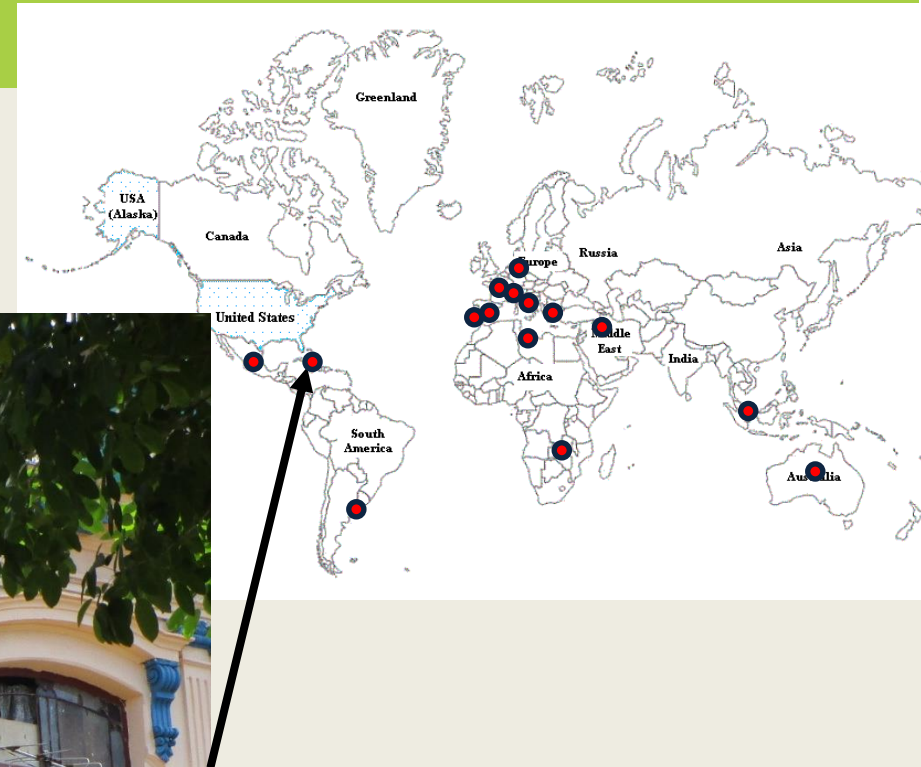 Greenland
USA
(Alaska)
Canada
Russia
Asia
United States
Middle
East
India
Africa
South
America